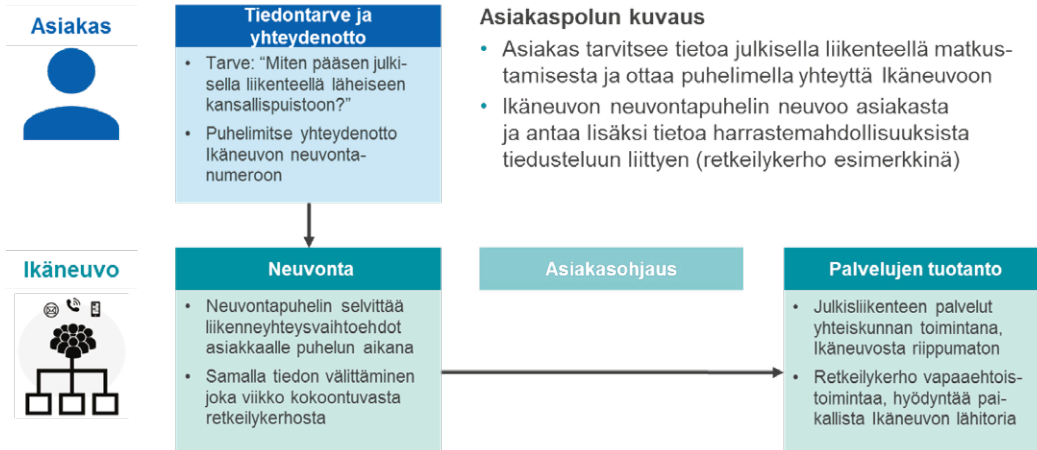 Asiakas
Tiedontarve ja
yhteydenotto
• Tarve: “Miten pääsen julki-
sella liikenteellä läheiseen
kansallispuistoon?”
• Puhelimitse yhteydenotto
Ikäneuvon neuvonta-
numeroon
Asiakaspolun kuvaus
• Asiakas tarvitsee tietoa julkisella liikenteellä matkus-
tamisesta ja ottaa puhelimella yhteyttä Ikäneuvoon
• Ikäneuvon neuvontapuhelin neuvoo asiakasta
ja antaa lisäksi tietoa harrastemahdollisuuksista
tiedusteluun liittyen (retkeilykerho esimerkkinä)
Ikäneuvo
Neuvonta
• Neuvontapuhelin selvittää
liikenneyhteysvaihtoehdot
asiakkaalle puhelun aikana
• Samalla tiedon välittäminen
joka viikko kokoontuvasta
retkeilykerhosta
Asiakasohjaus
Palvelujen tuotanto
• Julkisliikenteen palvelut
yhteiskunnan toimintana,
Ikäneuvosta riippumaton
• Retkeilykerho vapaaehtois-
toimintaa, hyödyntää pai-
kallista Ikäneuvon lähitoria